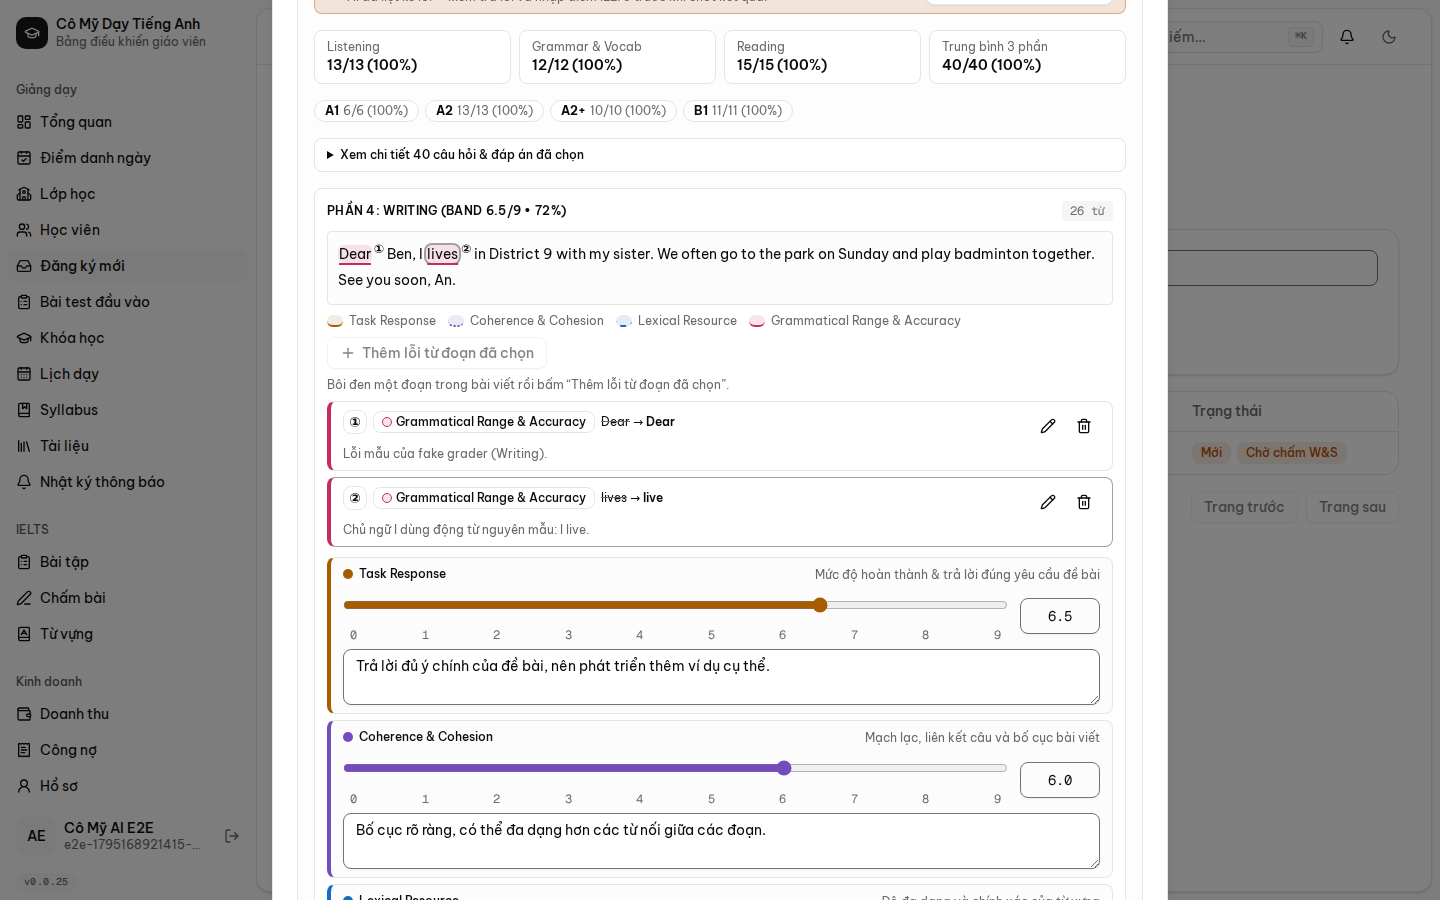 Cô Mỹ Dạy Tiếng Anh
Bảng điều khiển giáo viên
Giảng dạy
Tổng quan
Điểm danh ngày
Lớp học
Học viên
Đăng ký mới
Bài test đầu vào
Khóa học
Lịch dạy
Syllabus
Tài liệu
Nhật ký thông báo
IELTS
Bài tập
Chấm bài
Từ vựng
Kinh doanh
Doanh thu
Công nợ
Hồ sơ
AE
Cô Mỹ AI E2E
e2e-1795168921415-...
v0.0.25
Listening
13/13 (100%)
Grammar & Vocab
12/12 (100%)
Reading
15/15 (100%)
Trung bình 3 phần
40/40 (100%)
A1 6/6 (100%)
A2 13/13 (100%)
A2+ 10/10 (100%)
B1 11/11 (100%)
Xem chi tiết 40 câu hỏi & đáp án đã chọn
PHẦN 4: WRITING (BAND 6.5/9 • 72%)
26 từ
Dear ① Ben, I lives ② in District 9 with my sister. We often go to the park on Sunday and play badminton together.
See you soon, An.
Task Response
Coherence & Cohesion
Lexical Resource
Grammatical Range & Accuracy
Thêm lỗi từ đoạn đã chọn
Bôi đen một đoạn trong bài viết rồi bấm “Thêm lỗi từ đoạn đã chọn”.
① Grammatical Range & Accuracy Dear → Dear
Lỗi mẫu của fake grader (Writing).
② Grammatical Range & Accuracy lives → live
Chủ ngữ I dùng động từ nguyên mẫu: I live.
Task Response
Mức độ hoàn thành & trả lời đúng yêu cầu đề bài
6.5
0 1 2 3 4 5 6 7 8 9
Trả lời đủ ý chính của đề bài, nên phát triển thêm ví dụ cụ thể.
Coherence & Cohesion
Mạch lạc, liên kết câu và bố cục bài viết
6.0
0 1 2 3 4 5 6 7 8 9
Bố cục rõ ràng, có thể đa dạng hơn các từ nối giữa các đoạn.
iếm...
⌘K
Trạng thái
Mới
Chờ chấm W&S
Trang trước
Trang sau